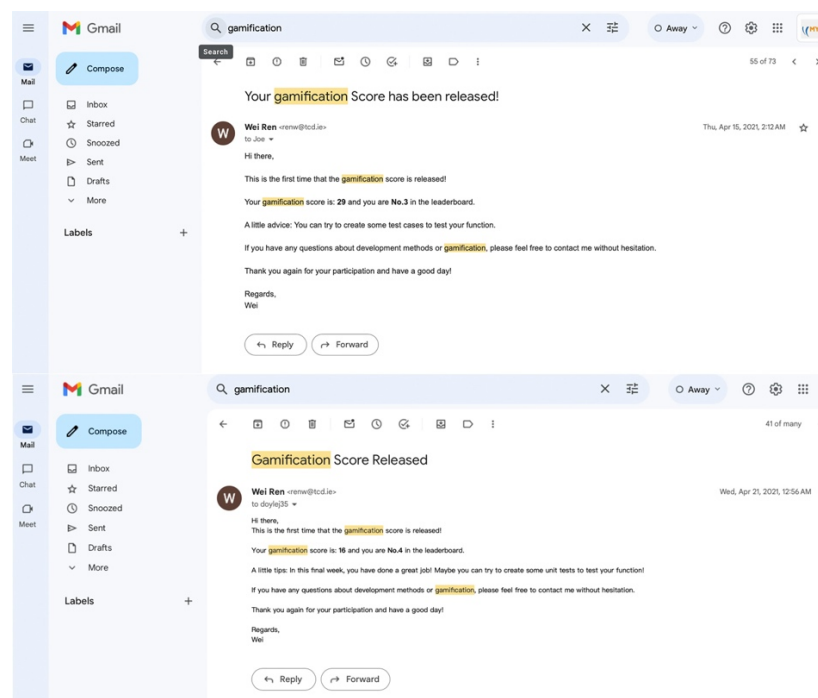 Gmail
gamification
Away
Search
Mail
Chat
Meet
Compose
Inbox
Starred
Snoozed
Sent
Drafts
More
Labels
55 of 73
Your gamification Score has been released!
W
Wei Ren <renw@tcd.ie>
Thu, Apr 15, 2021, 2:12 AM
to Joe
Hi there,
This is the first time that the gamification score is released!
Your gamification score is: 29 and you are No.3 in the leaderboard.
A little advice: You can try to create some test cases to test your function.
If you have any questions about development methods or gamification, please feel free to contact me without hesitation.
Thank you again for your participation and have a good day!
Regards,
Wei
Reply
Forward
Gmail
gamification
Away
Mail
Chat
Meet
Compose
Inbox
Starred
Snoozed
Sent
Drafts
More
Labels
41 of many
Gamification Score Released
W
Wei Ren <renw@tcd.ie>
Wed, Apr 21, 2021, 12:56 AM
to doylej35
Hi there,
This is the first time that the gamification score is released!
Your gamification score is: 16 and you are No.4 in the leaderboard.
A little tips: In this final week, you have done a great job! Maybe you can try to create some unit tests to test your function!
If you have any questions about development methods or gamification, please feel free to contact me without hesitation.
Thank you again for your participation and have a good day!
Regards,
Wei
Reply
Forward